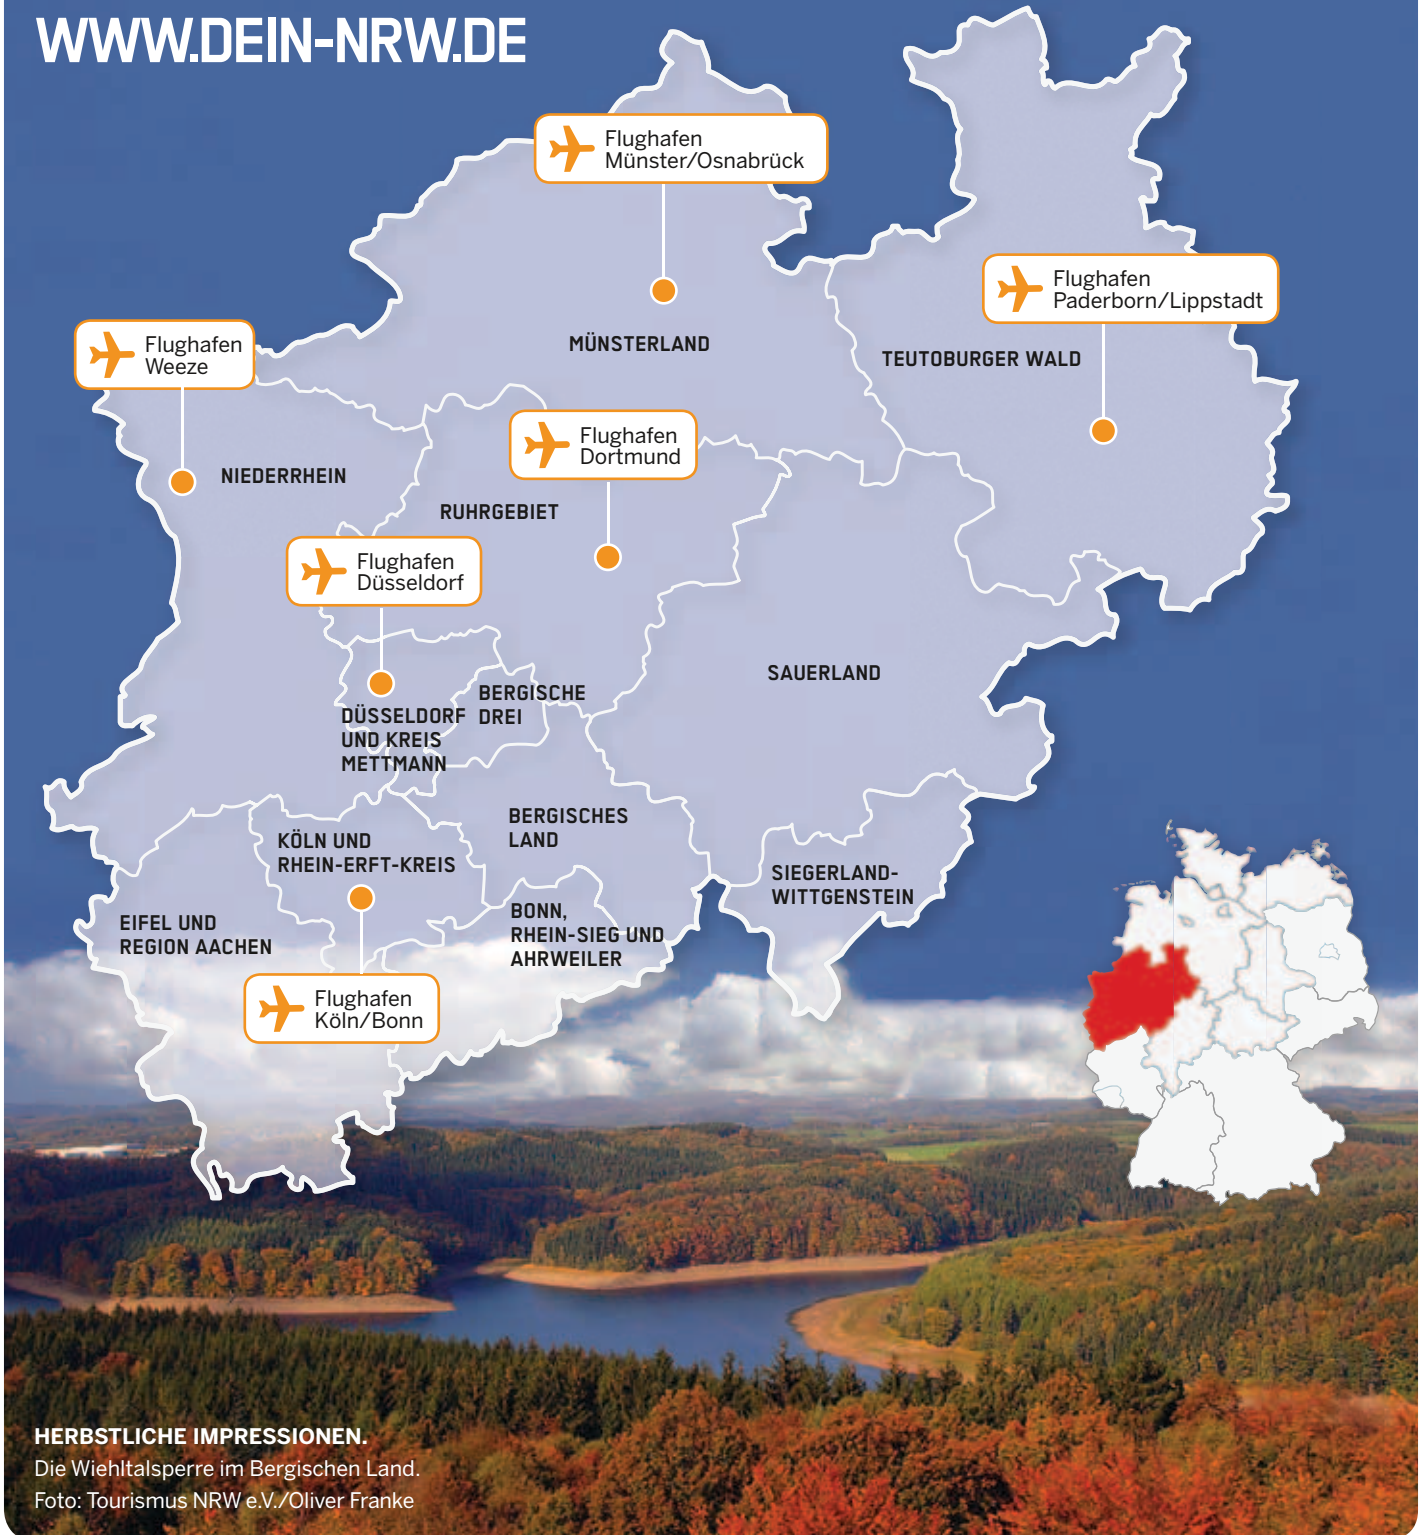 WWW.DEIN-NRW.DE
Flughafen
Münster/Osnabrück
Flughafen
Paderborn/Lippstadt
Flughafen
Weeze
MÜNSTERLAND
TEUTOBURGER WALD
Flughafen
Dortmund
NIEDERRHEIN
RUHRGEBIET
Flughafen
Düsseldorf
SAUERLAND
BERGISCHE
DREI
DÜSSELDORF
UND KREIS
METTMANN
BERGISCHES
LAND
KÖLN UND
RHEIN-ERFT-KREIS
SIEGERLAND-
WITTGENSTEIN
EIFEL UND
REGION AACHEN
BONN,
RHEIN-SIEG UND
AHRWEILER
Flughafen
Köln/Bonn
HERBSTLICHE IMPRESSIONEN.
Die Wiehltalsperre im Bergischen Land.
Foto: Tourismus NRW e.V./Oliver Franke